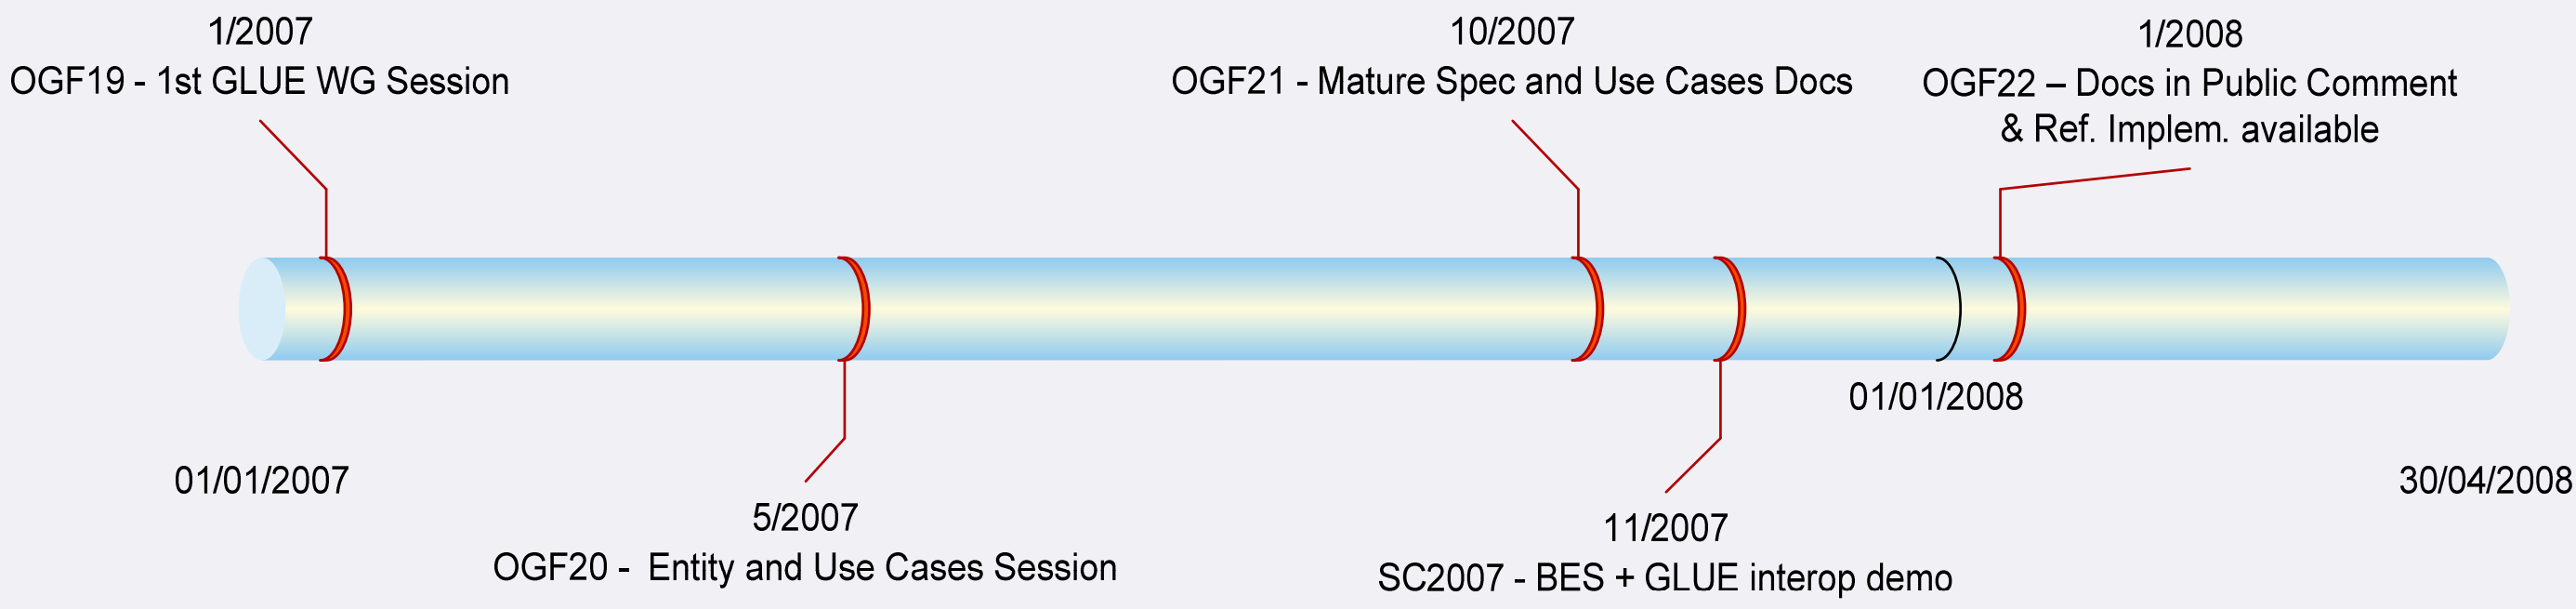 1/2007
OGF19 - 1st GLUE WG Session
10/2007
OGF21 - Mature Spec and Use Cases Docs
1/2008
OGF22 – Docs in Public Comment
& Ref. Implem. available
01/01/2008
01/01/2007
30/04/2008
5/2007
OGF20 - Entity and Use Cases Session
11/2007
SC2007 - BES + GLUE interop demo